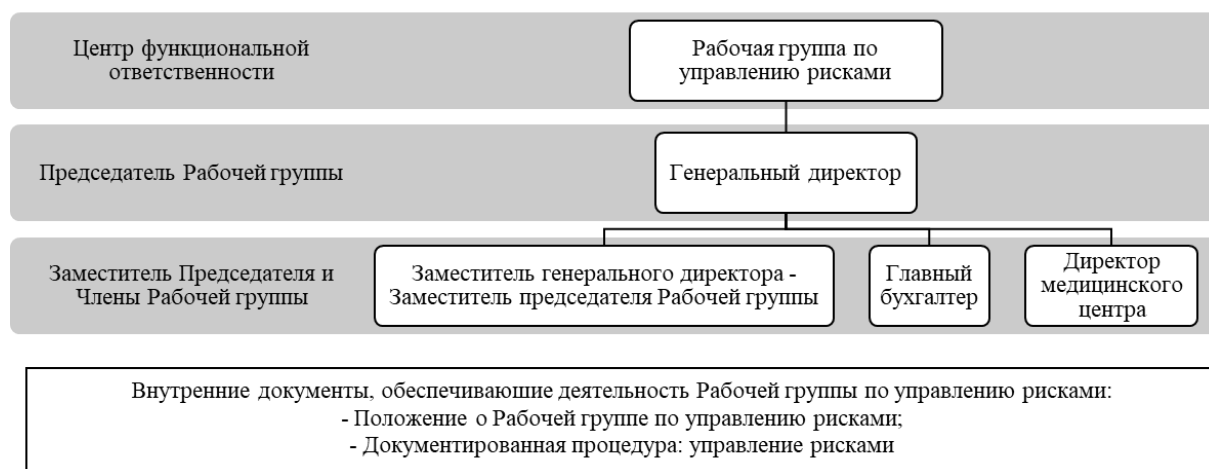 Центр функциональной
ответственности
Рабочая группа по
управлению рисками
Председатель Рабочей группы
Генеральный директор
Заместитель Председателя и
Члены Рабочей группы
Заместитель генерального директора -
Заместитель председателя Рабочей группы
Главный
бухгалтер
Директор
медицинского
центра
Внутренние документы, обеспечиваюшие деятельность Рабочей группы по управлению рисками:
- Положение о Рабочей группе по управлению рисками;
- Документированная процедура: управление рисками